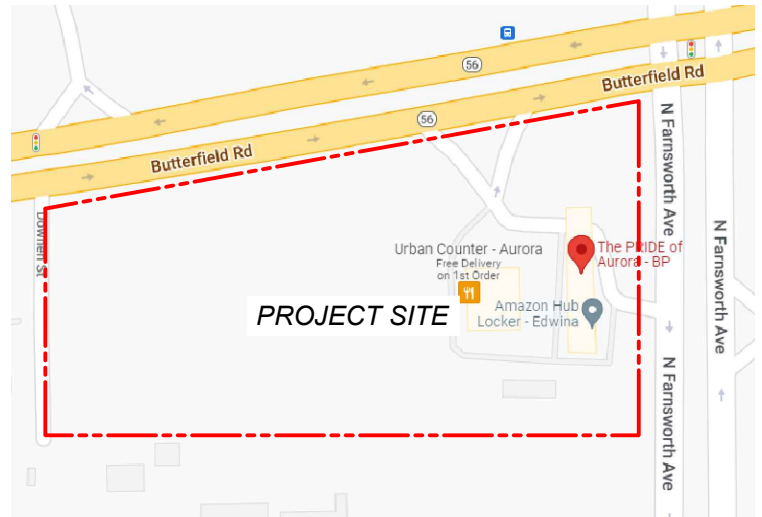 56
Butterfield Rd
56
Butterfield Rd
N Farnsworth Ave
N Farnsworth Ave
Downen St
Urban Counter - Aurora
Free Delivery
on 1st Order
The PRIDE of
Aurora - BP
Amazon Hub
Locker - Edwina
PROJECT SITE
N Farnsworth Ave